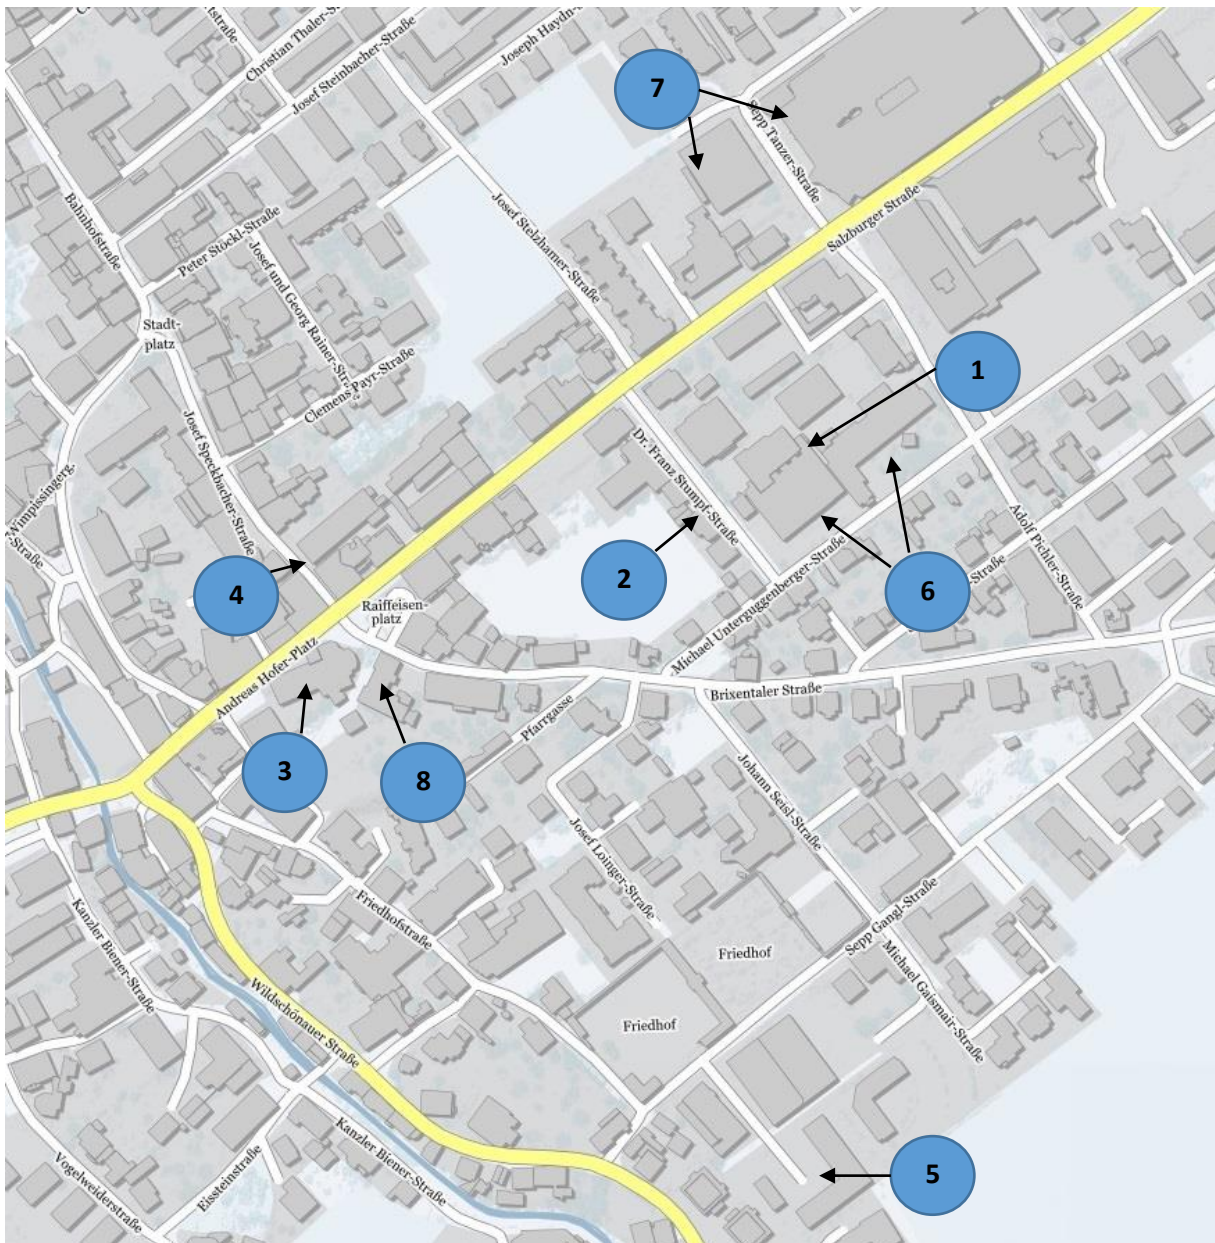 Christian Thaler-St
Josef Steinbacher-Straße
Joseph Haydn-
7
Sepp Tanzer-Straße
Bahnhofstraße
Peter Stöckl-Straße
Josef und Georg Rainer-Straße
Josef Stelzhamer-Straße
Salzburger Straße
Stadt-
platz
Clemens Payr-Straße
1
Josef Speckbacher-Straße
Dr. Franz Stumpf-Straße
Wimpissingerg.
-Straße
Adolf Pichler-Straße
4
2
6
-Straße
Raiffeisen-
platz
Michael Unterguggenberger-Straße
Andreas Hofer-Platz
Brixentaler Straße
Pfarrgasse
3
8
Johann Seisl-Straße
Josef Loinger-Straße
Friedhofstraße
Kanzler Biener-Straße
Sepp Gangl-Straße
Friedhof
Michael Gaismair-Straße
Wildschönauer Straße
Friedhof
Kanzler Biener-Straße
Vogelweiderstraße
Eissteinstraße
5